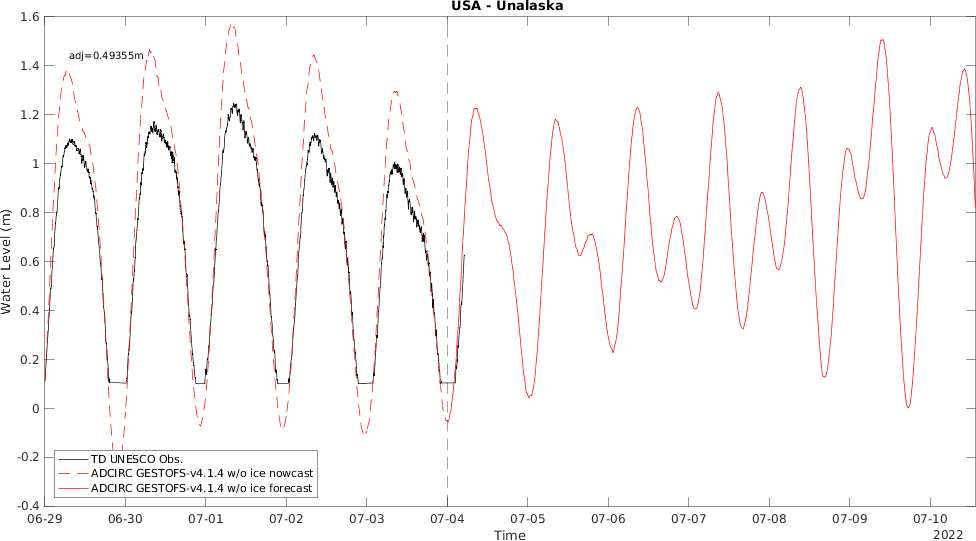 USA - Unalaska
1.6
1.4
1.2
1
0.8
0.6
0.4
0.2
0
-0.2
-0.4
Water Level (m)
adj=0.49355m
TD UNESCO Obs.
ADCIRC GESTOFS-v4.1.4 w/o ice nowcast
ADCIRC GESTOFS-v4.1.4 w/o ice forecast
06-29 06-30 07-01 07-02 07-03 07-04 07-05 07-06 07-07 07-08 07-09 07-10
Time
2022